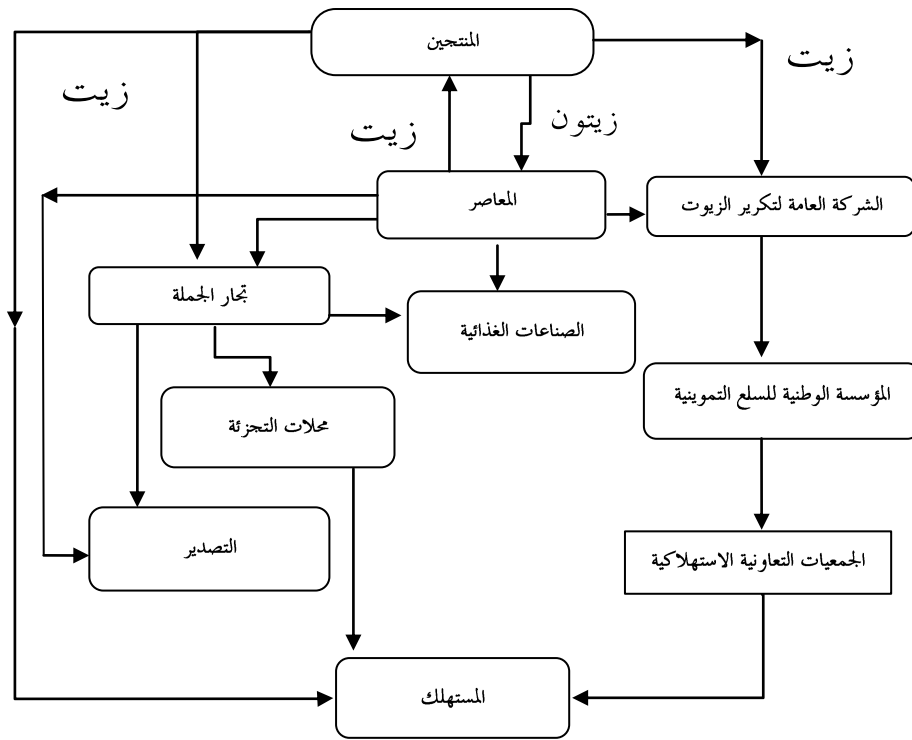 المنتجين
زيت
زيت
زيتون
زيت
المعاصر
الشركة العامة لتكرير الزيوت
تجار الجملة
الصناعات الغذائية
المؤسسة الوطنية للسلع التموينية
محلات التجزئة
التصدير
الجمعيات التعاونية الاستهلاكية
المستهلك